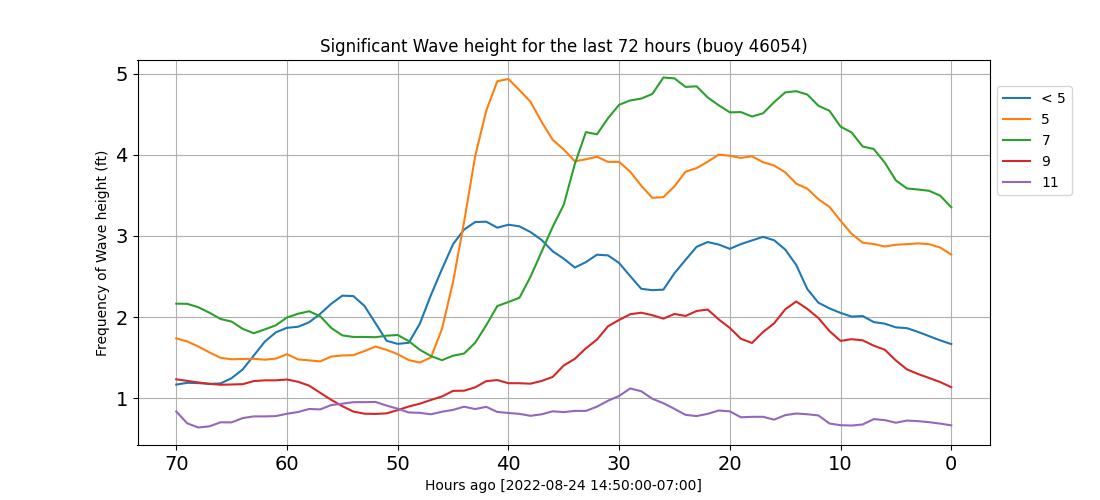 Significant Wave height for the last 72 hours (buoy 46054)
Frequency of Wave height (ft)
5
4
3
2
1
70 60 50 40 30 20 10 0
Hours ago [2022-08-24 14:50:00-07:00]
< 5
5
7
9
11